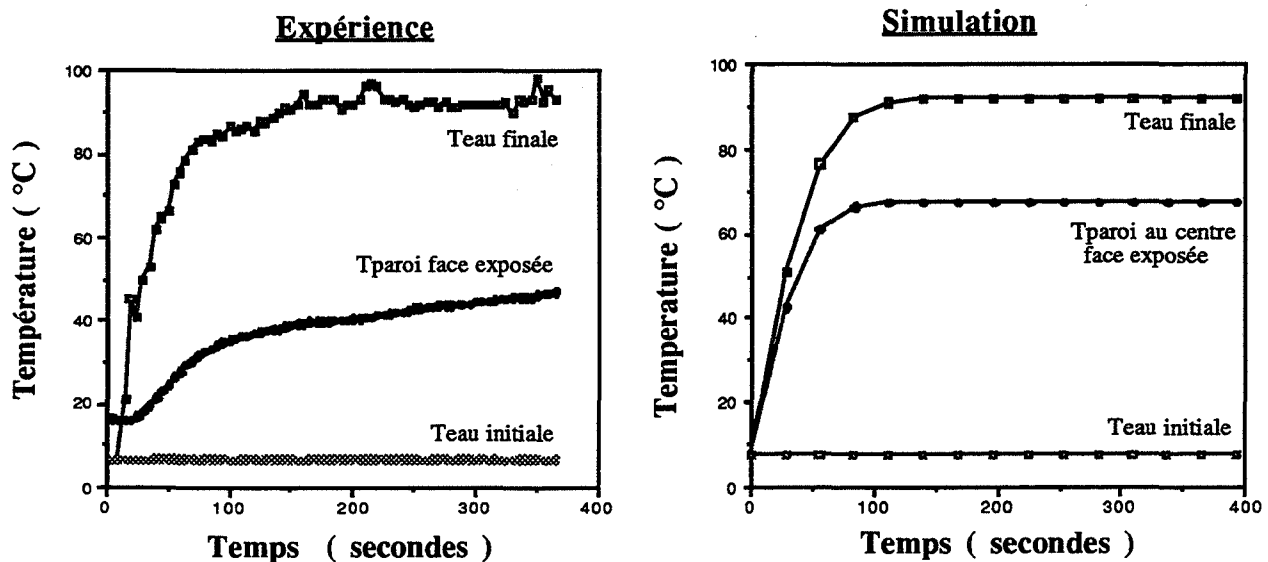 Expérience
100
80
60
40
20
0
Température ( °C )
Teau finale
Tparoi face exposée
Teau initiale
0
100
200
300
400
Temps ( secondes )
Simulation
100
80
60
40
20
0
Temperature ( °C )
Teau finale
Tparoi au centre
face exposée
Teau initiale
0
100
200
300
400
Temps ( secondes )